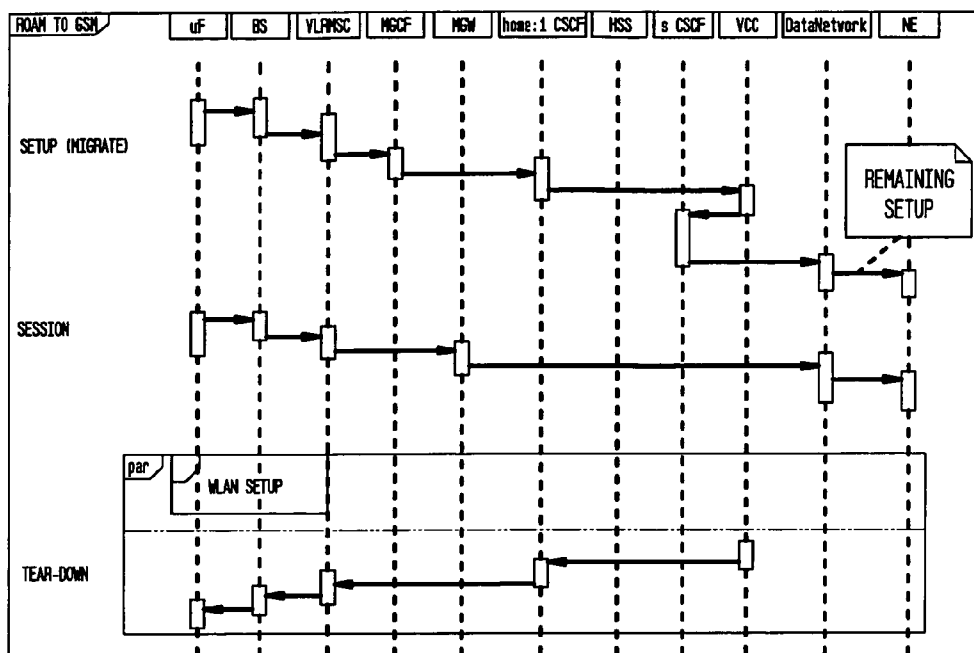 ROAM TO GSM
uF
BS
VLRMSC
MGCF
MGW
home:1 CSCF
HSS
s CSCF
VCC
DataNetwork
NE
SETUP (MIGRATE)
REMAINING
SETUP
SESSION
par
WLAN SETUP
TEAR-DOWN